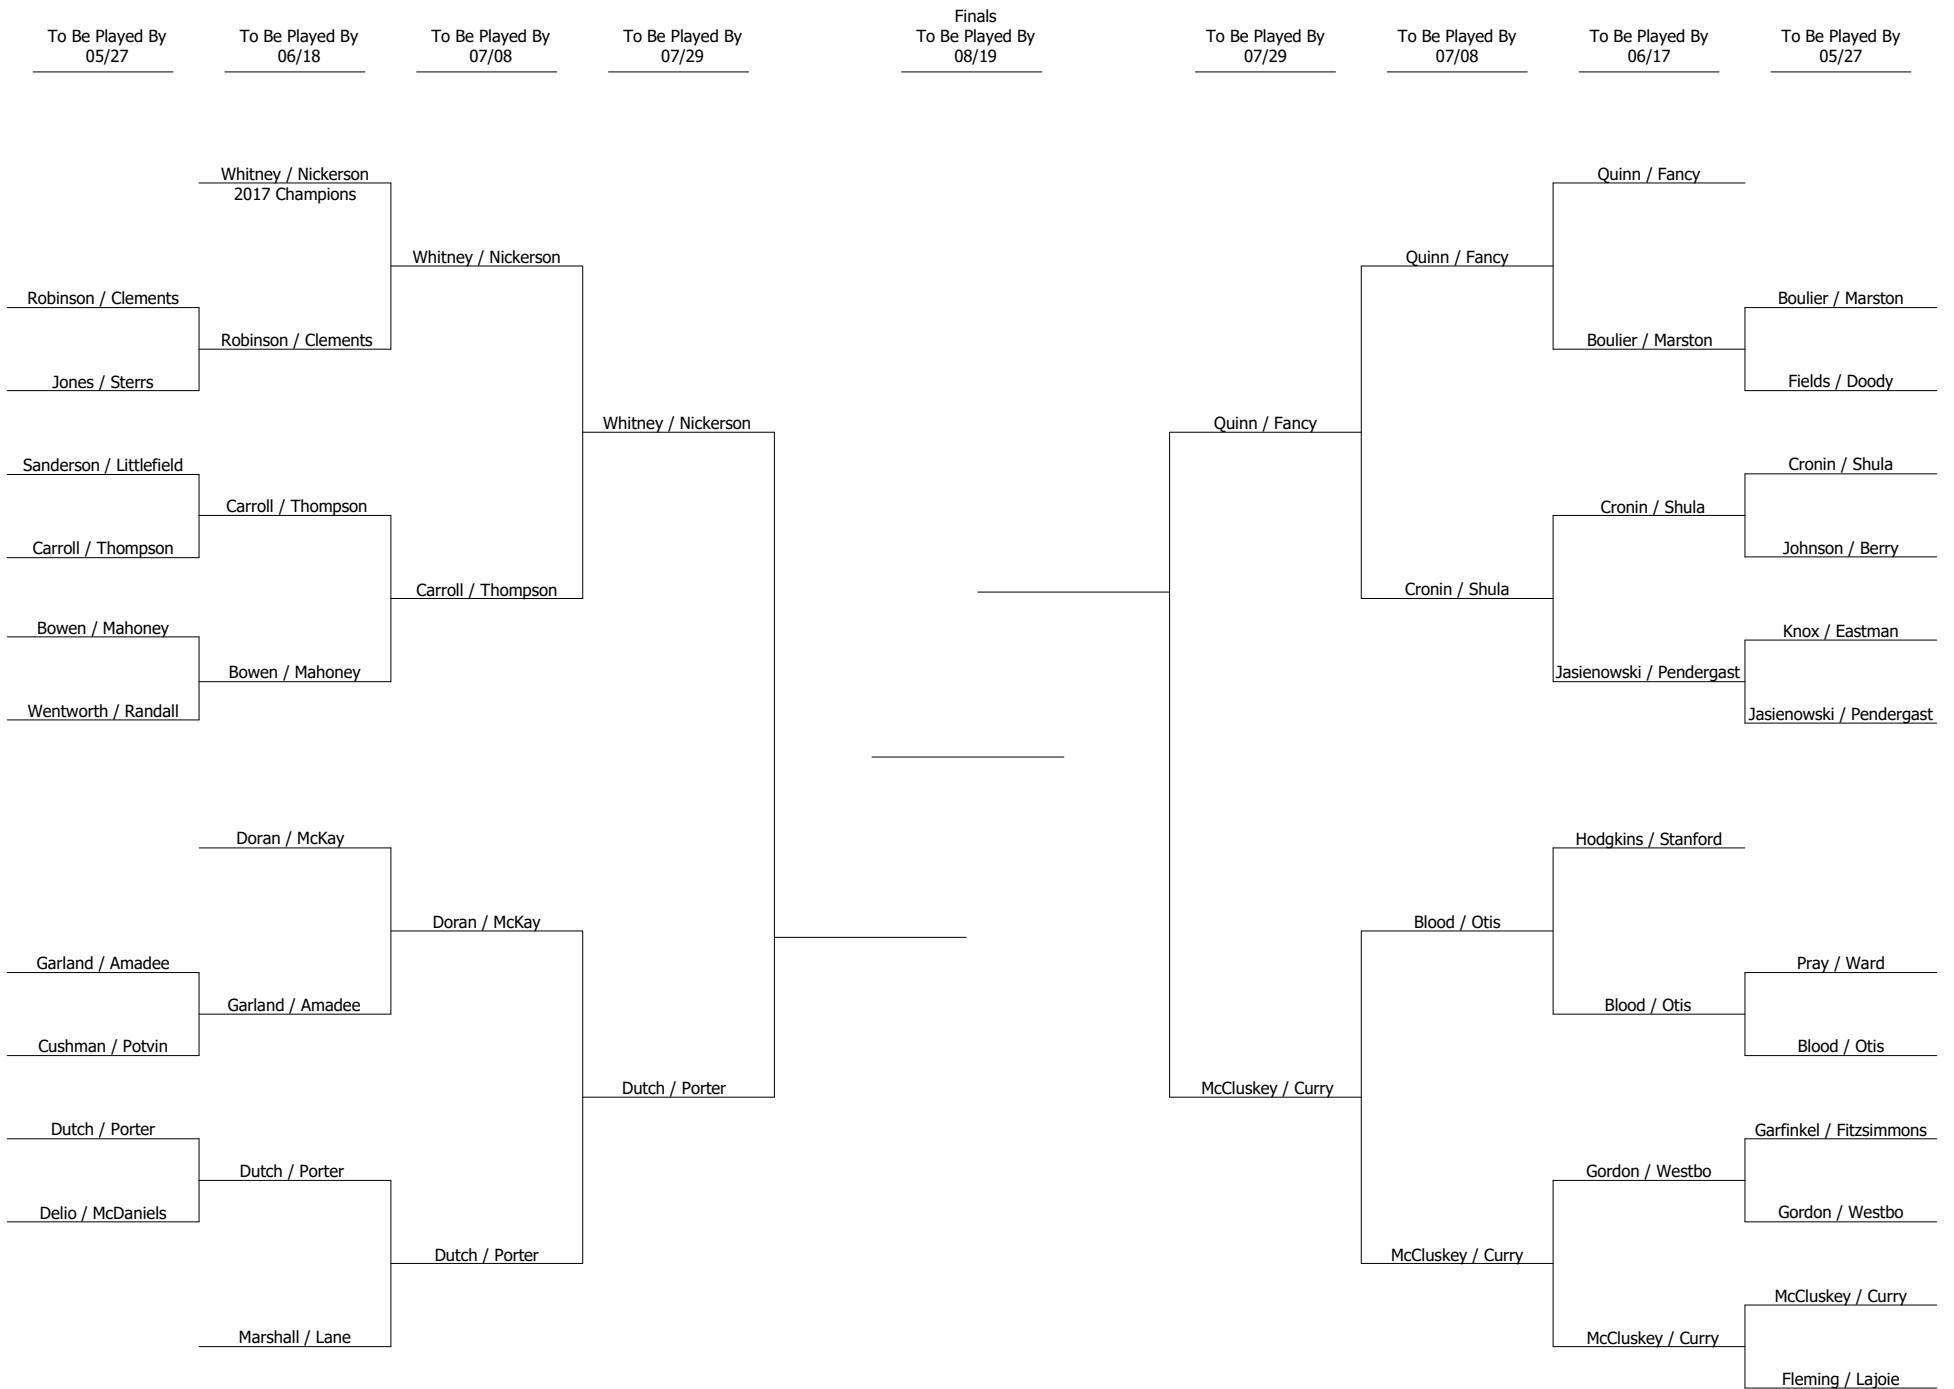 Finals
To Be Played By To Be Played By To Be Played By To Be Played By To Be Played By To Be Played By To Be Played By To Be Played By To Be Played By
05/27 06/18 07/08 07/29 08/19 07/29 07/08 06/17 05/27
Whitney / Nickerson Quinn / Fancy
2017 Champions
Whitney / Nickerson Quinn / Fancy
Robinson / Clements Boulier / Marston
Robinson / Clements Boulier / Marston
Jones / Sterrs Fields / Doody
Whitney / Nickerson Quinn / Fancy
Sanderson / Littlefield Cronin / Shula
Carroll / Thompson Cronin / Shula
Carroll / Thompson Johnson / Berry
Carroll / Thompson Cronin / Shula
Bowen / Mahoney Knox / Eastman
Bowen / Mahoney Jasienowski / Pendergast
Wentworth / Randall Jasienowski / Pendergast
Doran / McKay Hodgkins / Stanford
Doran / McKay Blood / Otis
Garland / Amadee Pray / Ward
Garland / Amadee Blood / Otis
Cushman / Potvin Blood / Otis
Dutch / Porter McCluskey / Curry
Dutch / Porter Garfinkel / Fitzsimmons
Dutch / Porter Gordon / Westbo
Delio / McDaniels Gordon / Westbo
Dutch / Porter McCluskey / Curry
McCluskey / Curry
Marshall / Lane McCluskey / Curry
Fleming / Lajoie